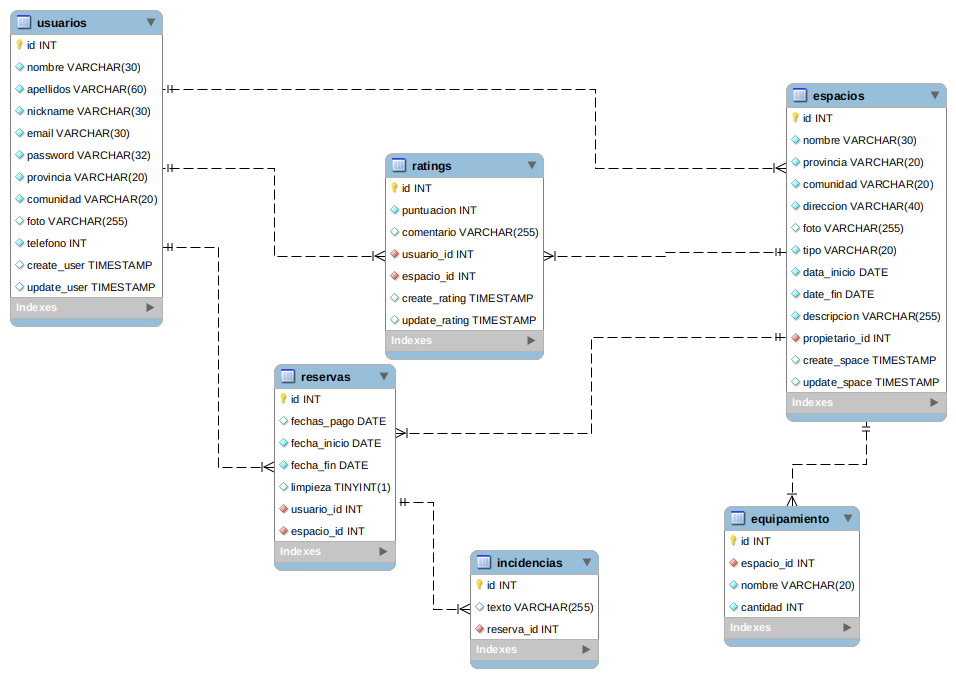 usuarios
id INT
nombre VARCHAR(30)
apellidos VARCHAR(60)
nickname VARCHAR(30)
email VARCHAR(30)
password VARCHAR(32)
provincia VARCHAR(20)
comunidad VARCHAR(20)
foto VARCHAR(255)
telefono INT
create_user TIMESTAMP
update_user TIMESTAMP
Indexes
ratings
id INT
puntuacion INT
comentario VARCHAR(255)
usuario_id INT
espacio_id INT
create_rating TIMESTAMP
update_rating TIMESTAMP
Indexes
espacios
id INT
nombre VARCHAR(30)
provincia VARCHAR(20)
comunidad VARCHAR(20)
direccion VARCHAR(40)
foto VARCHAR(255)
tipo VARCHAR(20)
data_inicio DATE
date_fin DATE
descripcion VARCHAR(255)
propietario_id INT
create_space TIMESTAMP
update_space TIMESTAMP
Indexes
reservas
id INT
fechas_pago DATE
fecha_inicio DATE
fecha_fin DATE
limpieza TINYINT(1)
usuario_id INT
espacio_id INT
Indexes
incidencias
id INT
texto VARCHAR(255)
reserva_id INT
Indexes
equipamiento
id INT
espacio_id INT
nombre VARCHAR(20)
cantidad INT
Indexes